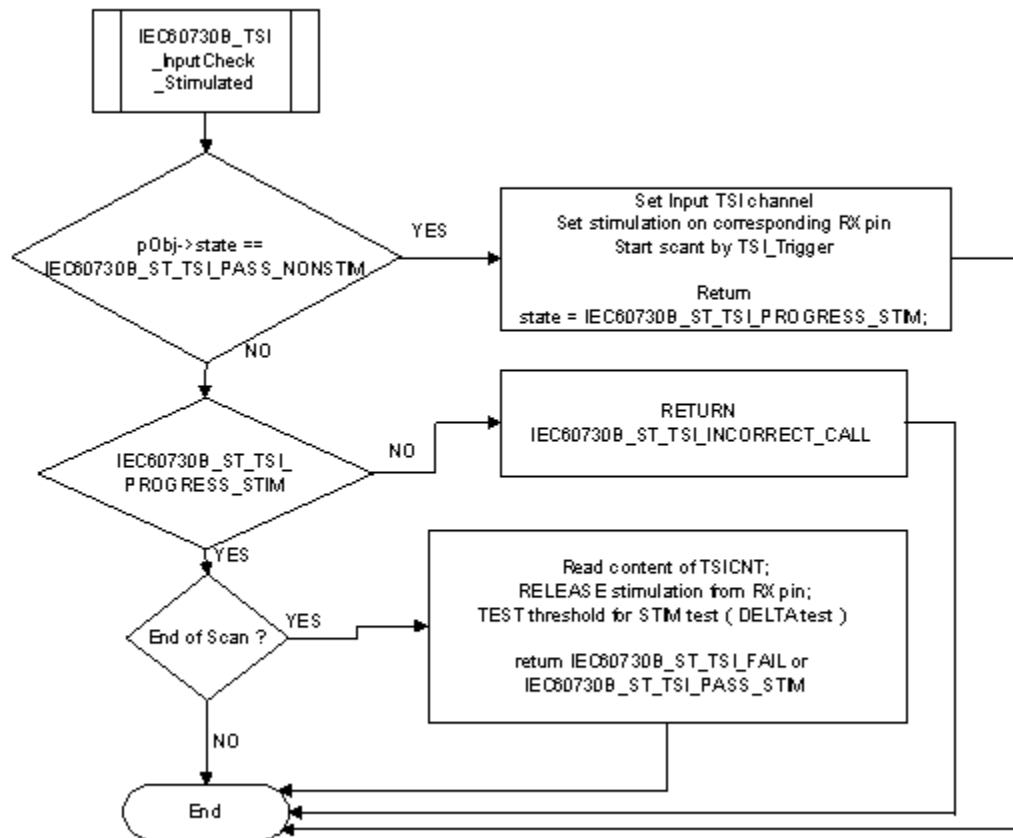 IEC60730B_TSI
_InputCheck
_Stimulated
pObj->state ==
IEC60730B_ST_TSI_PASS_NONSTIM
YES
Set Input TSI channel
Set stimulation on corresponding RX pin
Start scant by TSI_Trigger
Return
state = IEC60730B_ST_TSI_PROGRESS_STIM;
NO
IEC60730B_ST_TSI_
PROGRESS_STIM
NO
RETURN
IEC60730B_ST_TSI_INCORRECT_CALL
YES
End of Scan ?
YES
Read content of TSICNT;
RELEASE stimulation from RX pin;
TEST threshold for STIM test ( DELTA test )
return IEC60730B_ST_TSI_FAIL or
IEC60730B_ST_TSI_PASS_STIM
NO
End